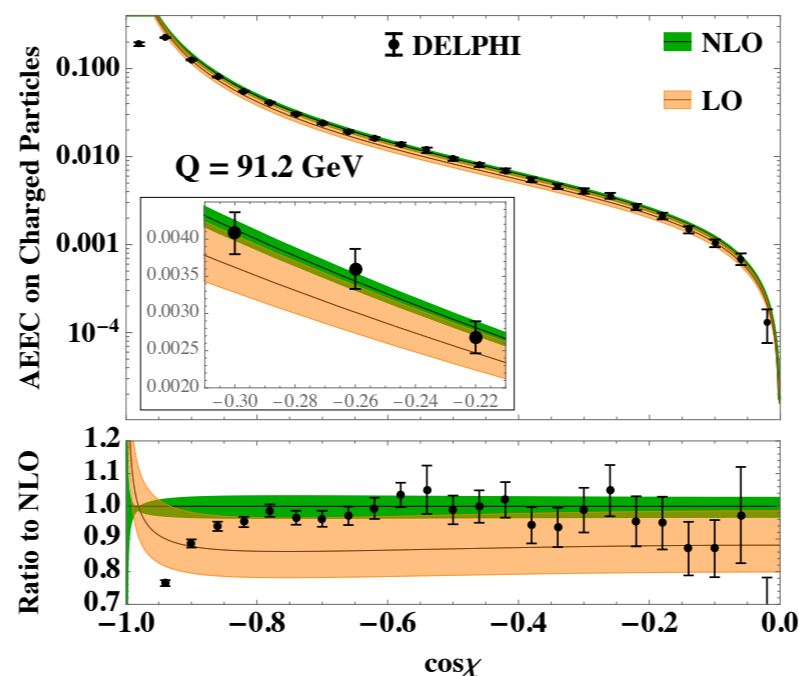 AEEC on Charged Particles
0.100
0.010
0.001
10⁻⁴
DELPHI
NLO
LO
Q = 91.2 GeV
0.0040
0.0035
0.0030
0.0025
0.0020
−0.30 −0.28 −0.26 −0.24 −0.22
Ratio to NLO
1.2
1.1
1.0
0.9
0.8
0.7
−1.0 −0.8 −0.6 −0.4 −0.2 0.0
cosχ